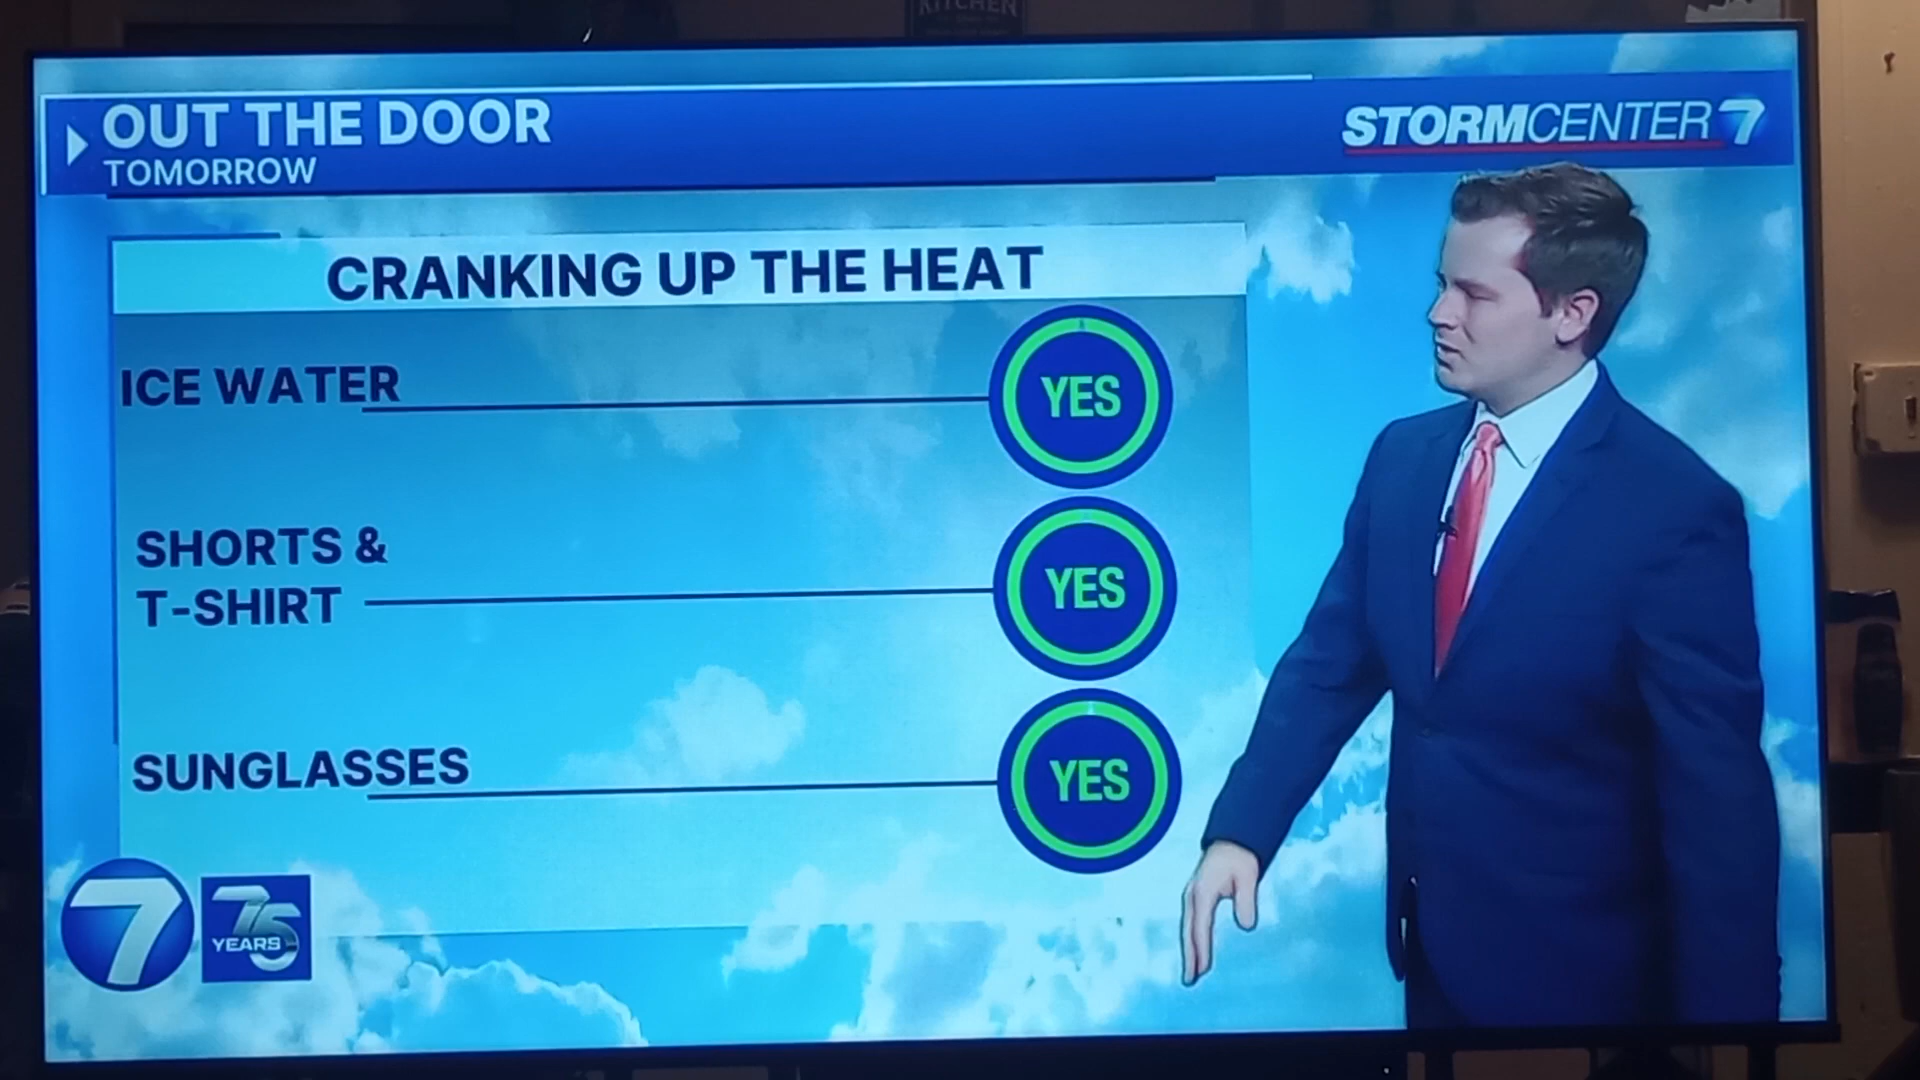 KITCHEN
OUT THE DOOR
TOMORROW
STORMCENTER 7
CRANKING UP THE HEAT
ICE WATER
YES
SHORTS &
T-SHIRT
YES
SUNGLASSES
YES
7
75
YEARS